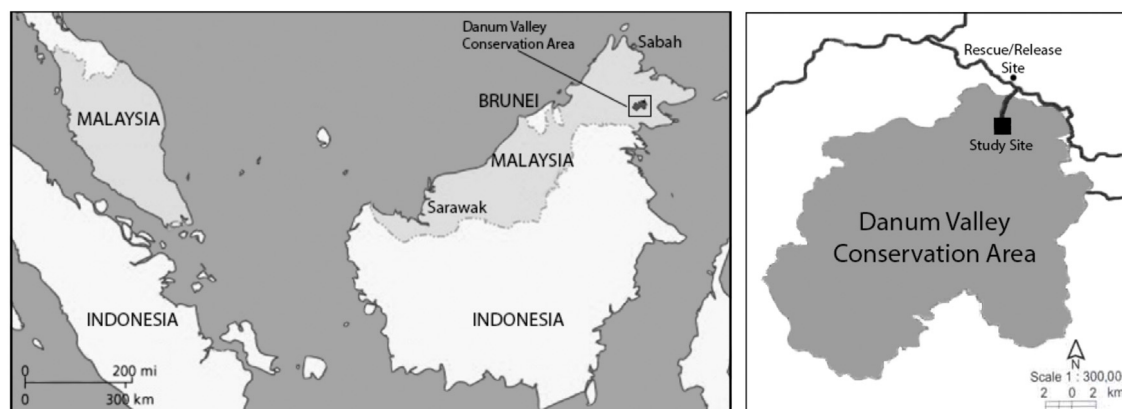 Danum Valley
Conservation Area
Sabah
BRUNEI
MALAYSIA
MALAYSIA
Sarawak
INDONESIA
INDONESIA
0 200 mi
0 300 km
Rescue/Release
Site
Study Site
Danum Valley
Conservation Area
N
Scale 1 : 300,00
2 0 2 km